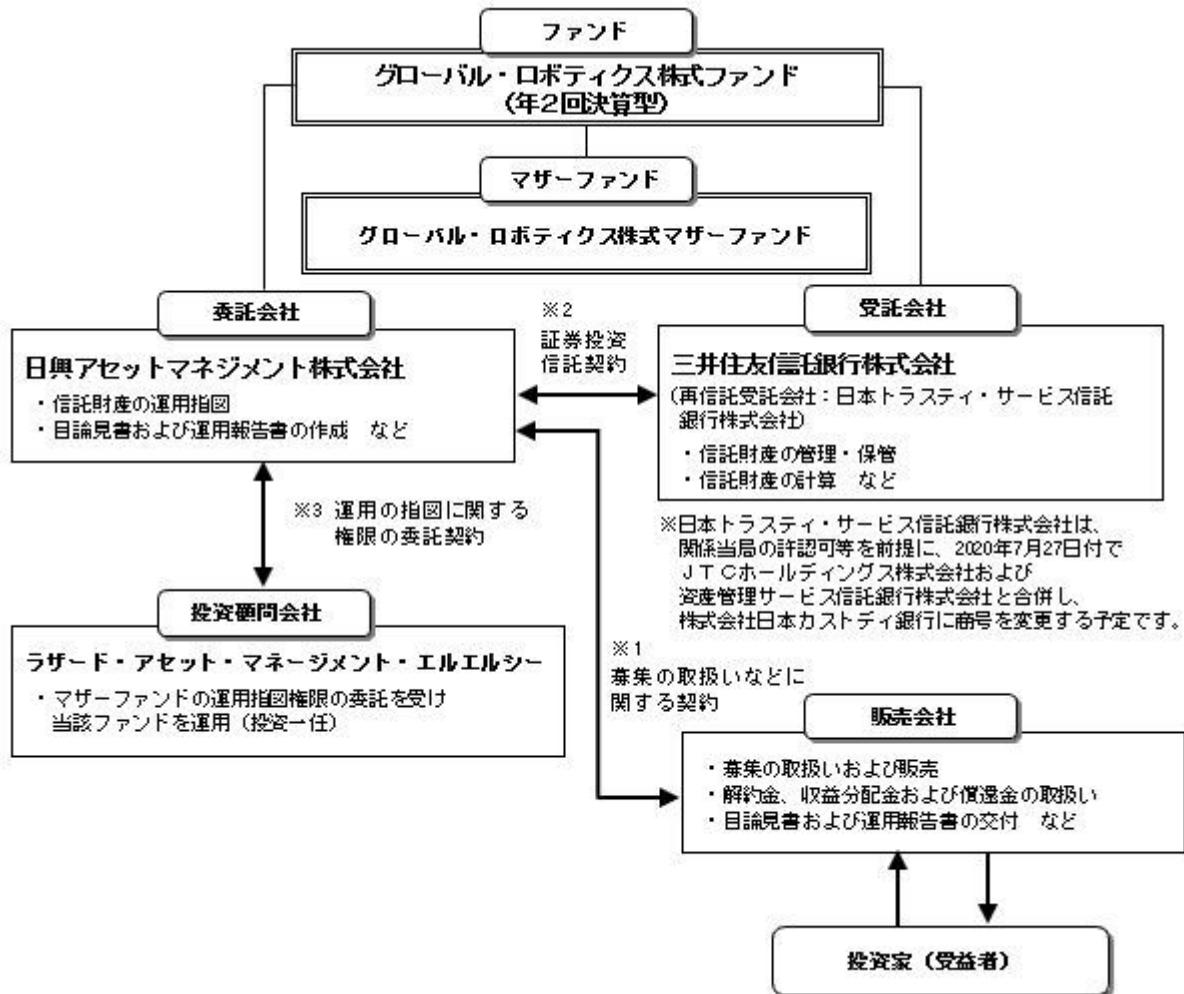 ファンド
グローバル・ロボティクス株式ファンド
(年2回決算型)
マザーファンド
グローバル・ロボティクス株式マザーファンド
委託会社
日興アセットマネジメント株式会社
・信託財産の運用指図
・目論見書および運用報告書の作成 など
※2
証券投資
信託契約
受託会社
三井住友信託銀行株式会社
(再信託受託会社:日本トラスティ・サービス信託
銀行株式会社)
・信託財産の管理・保管
・信託財産の計算 など
※日本トラスティ・サービス信託銀行株式会社は、
関係当局の許認可等を前提に、2020年7月27日付で
JTCホールディングス株式会社および
資産管理サービス信託銀行株式会社と合併し、
株式会社日本カストディ銀行に商号を変更する予定です。
※3 運用の指図に関する
権限の委託契約
投資顧問会社
ラザード・アセット・マネージメント・エルエルシー
・マザーファンドの運用指図権限の委託を受け
当該ファンドを運用(投資一任)
※1
募集の取扱いなどに
関する契約
販売会社
・募集の取扱いおよび販売
・解約金、収益分配金および償還金の取扱い
・目論見書および運用報告書の交付 など
投資家(受益者)